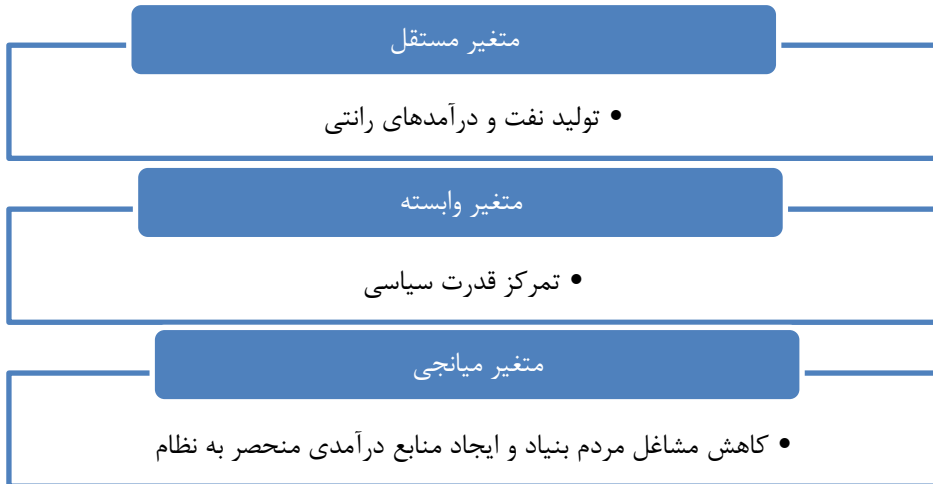 متغیر مستقل
• تولید نفت و درآمدهای رانتی
متغیر وابسته
• تمرکز قدرت سیاسی
متغیر میانجی
• کاهش مشاغل مردم بنیاد و ایجاد منابع درآمدی منحصر به نظام